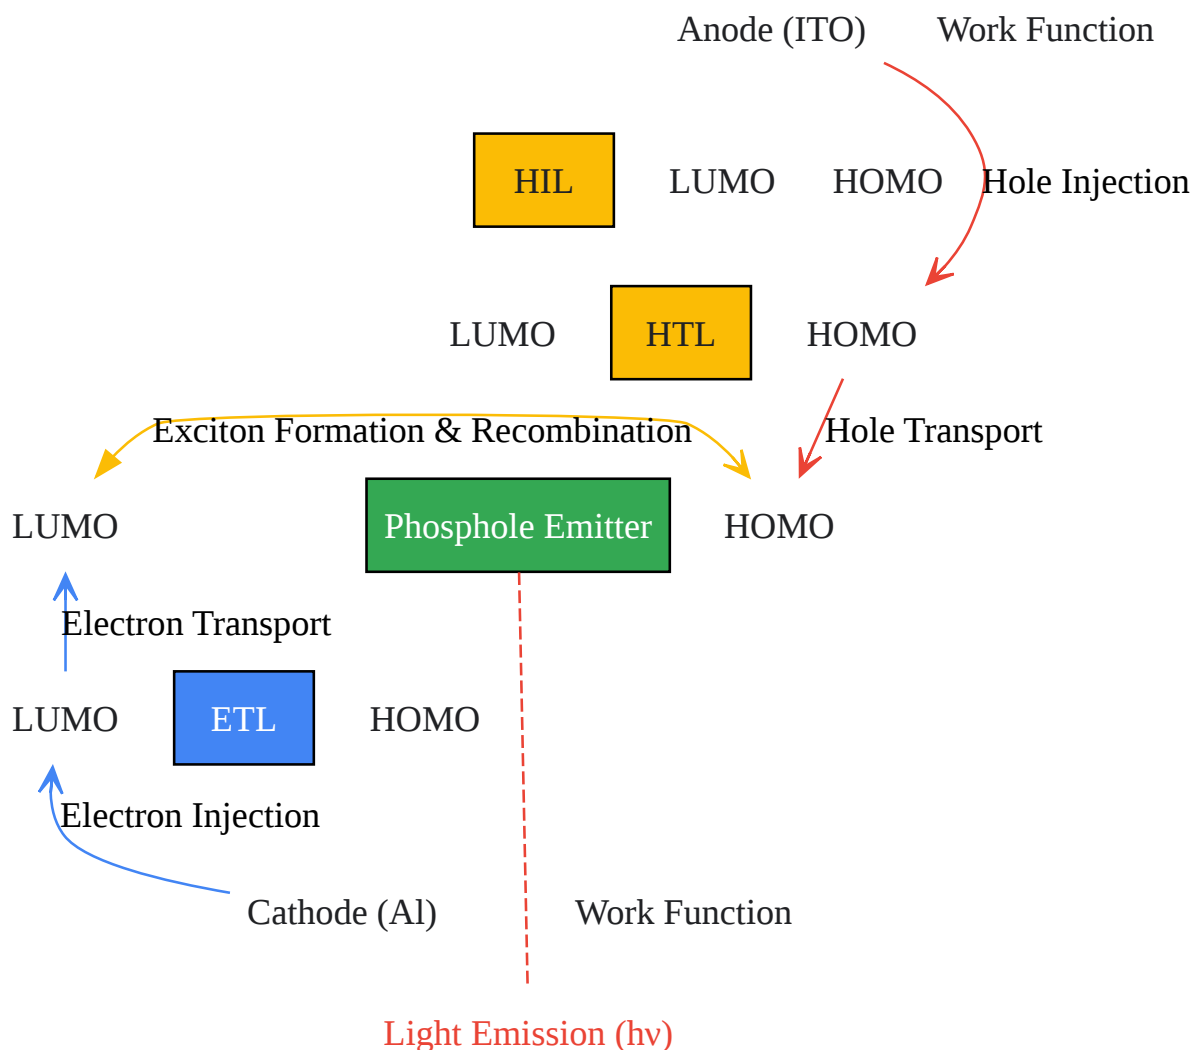 Anode (ITO) Work Function
HIL LUMO HOMO Hole Injection
LUMO HTL HOMO
Exciton Formation & Recombination Hole Transport
LUMO Phosphole Emitter HOMO
Electron Transport
LUMO ETL HOMO
Electron Injection
Cathode (Al) Work Function
Light Emission (hν)